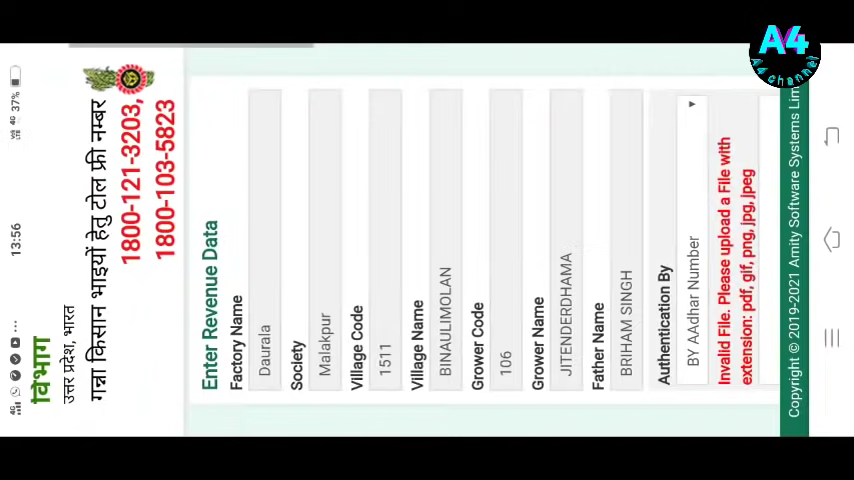 13:56
4G
37%
विभाग
उत्तर प्रदेश, भारत
गन्ना किसान भाइयों हेतु टोल फ्री नम्बर
1800-121-3203,
1800-103-5823
Enter Revenue Data
Factory Name
Daurala
Society
Malakpur
Village Code
1511
Village Name
BINAULIMOLAN
Grower Code
106
Grower Name
JITENDERDHAMA
Father Name
BRIHAM SINGH
Authentication By
BY AAdhar Number
Invalid File. Please upload a File with
extension: pdf, gif, png, jpg, jpeg
Copyright © 2019-2021 Amity Software Systems Lim
A4
A4 channel